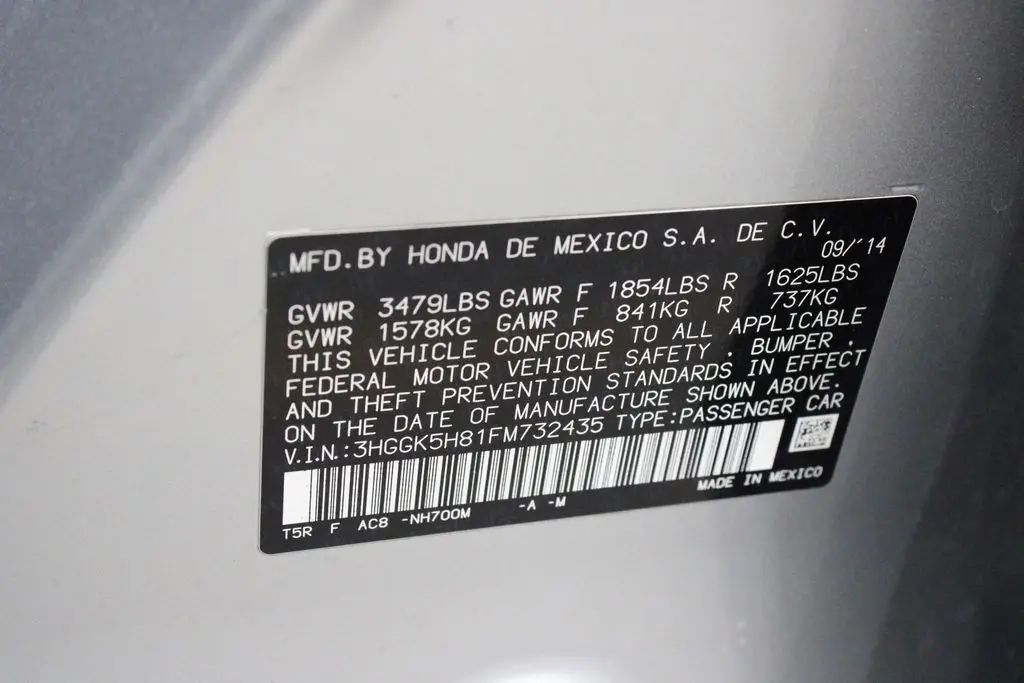 MFD.BY HONDA DE MEXICO S.A. DE C.V.
09/'14
GVWR 3479LBS GAWR F 1854LBS R 1625LBS
GVWR 1578KG GAWR F 841KG R 737KG
THIS VEHICLE CONFORMS TO ALL APPLICABLE
FEDERAL MOTOR VEHICLE SAFETY , BUMPER ,
AND THEFT PREVENTION STANDARDS IN EFFECT
ON THE DATE OF MANUFACTURE SHOWN ABOVE.
V.I.N.:3HGGK5H81FM732435 TYPE:PASSENGER CAR
MADE IN MEXICO
T5R F AC8 -NH700M -A -M